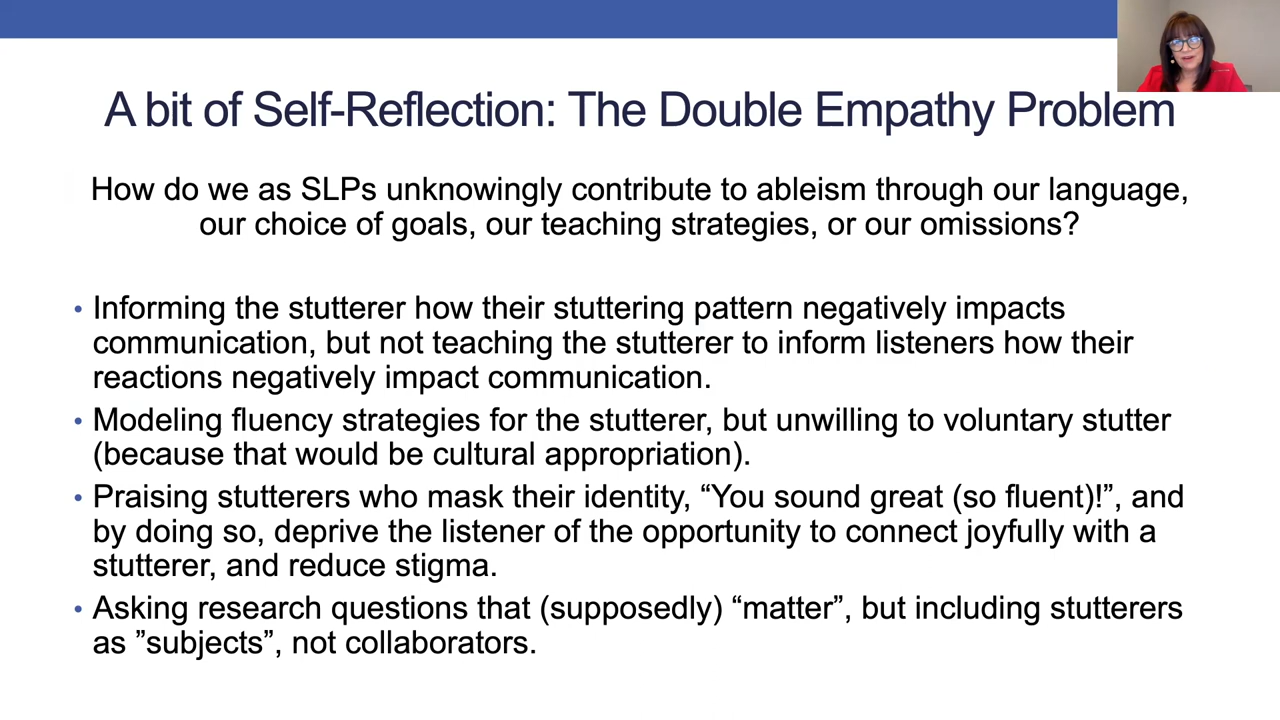 A bit of Self-Reflection: The Double Empathy Problem
How do we as SLPs unknowingly contribute to ableism through our language,
our choice of goals, our teaching strategies, or our omissions?
• Informing the stutterer how their stuttering pattern negatively impacts
communication, but not teaching the stutterer to inform listeners how their
reactions negatively impact communication.
• Modeling fluency strategies for the stutterer, but unwilling to voluntary stutter
(because that would be cultural appropriation).
• Praising stutterers who mask their identity, “You sound great (so fluent)!”, and
by doing so, deprive the listener of the opportunity to connect joyfully with a
stutterer, and reduce stigma.
• Asking research questions that (supposedly) “matter”, but including stutterers
as ”subjects”, not collaborators.